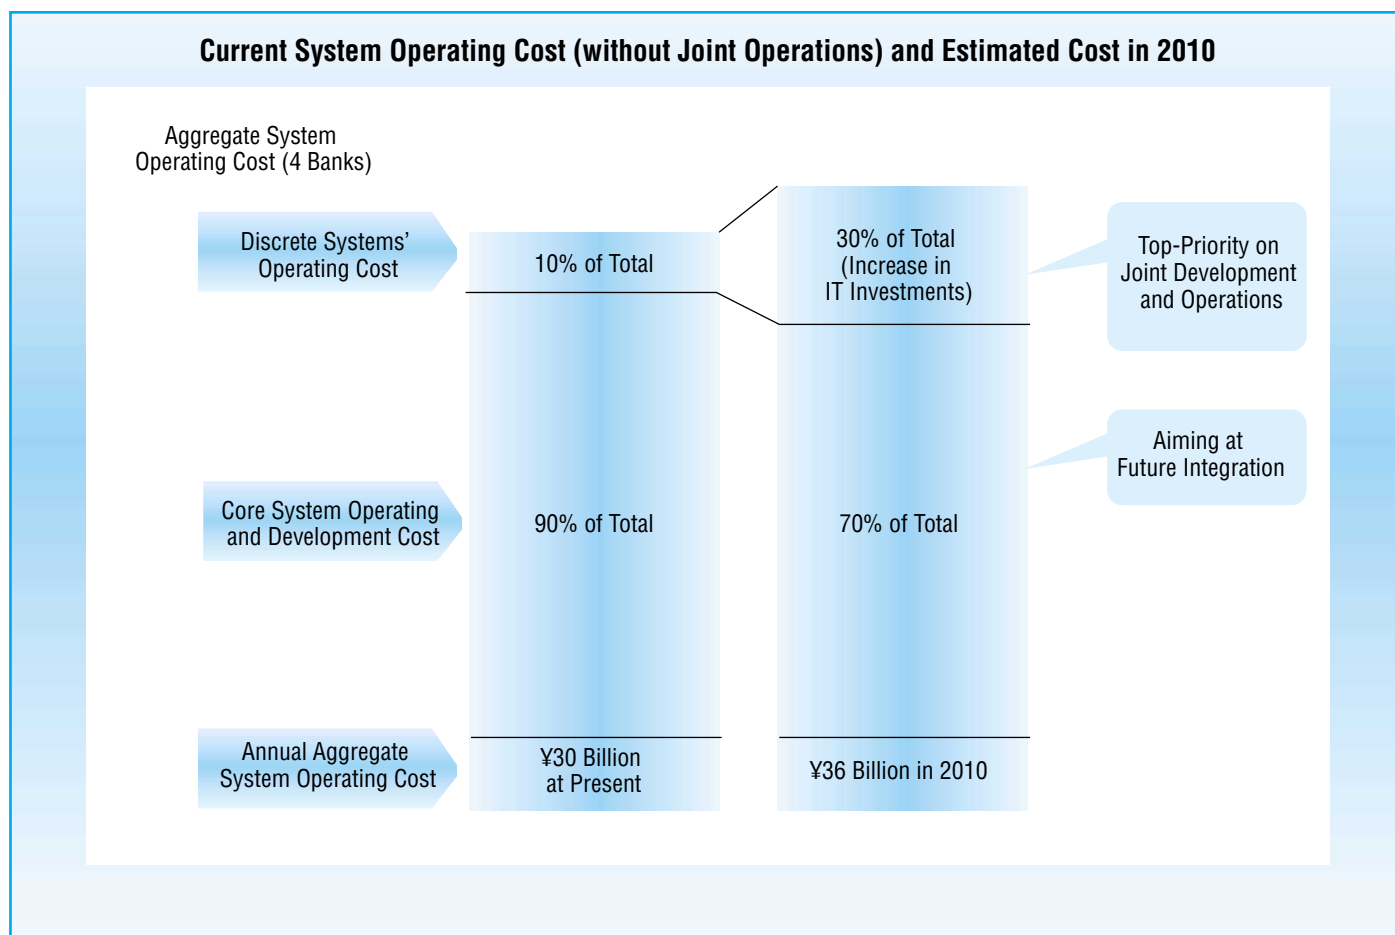 Current System Operating Cost (without Joint Operations) and Estimated Cost in 2010
Aggregate System
Operating Cost (4 Banks)
Discrete Systems’
Operating Cost
10% of Total
30% of Total
(Increase in
IT Investments)
Top-Priority on
Joint Development
and Operations
Aiming at
Future Integration
Core System Operating
and Development Cost
90% of Total
70% of Total
Annual Aggregate
System Operating Cost
¥30 Billion
at Present
¥36 Billion in 2010